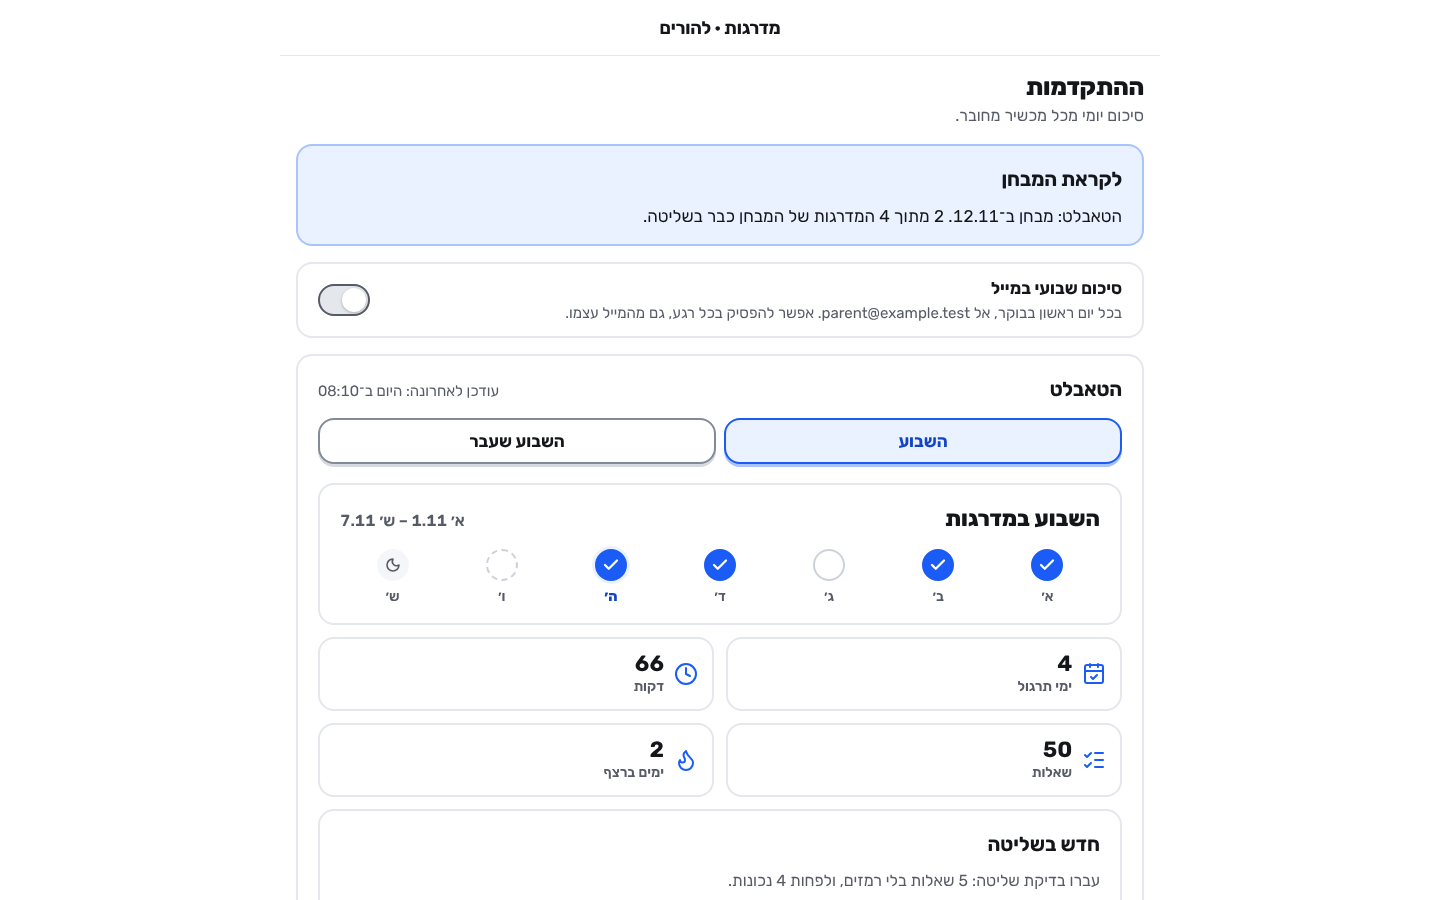 מדרגות • להורים
ההתקדמות
סיכום יומי מכל מכשיר מחובר.
לקראת המבחן
הטאבלט: מבחן ב־12.11. 2 מתוך 4 המדרגות של המבחן כבר בשליטה.
סיכום שבועי במייל
בכל יום ראשון בבוקר, אל parent@example.test. אפשר להפסיק בכל רגע, גם מהמייל עצמו.
הטאבלט
עודכן לאחרונה: היום ב־08:10
השבוע
השבוע שעבר
השבוע במדרגות
א׳ 1.11 – ש׳ 7.11
א׳
ב׳
ג׳
ד׳
ה׳
ו׳
ש׳
4
ימי תרגול
66
דקות
50
שאלות
2
ימים ברצף
חדש בשליטה
עברו בדיקת שליטה: 5 שאלות בלי רמזים, ולפחות 4 נכונות.